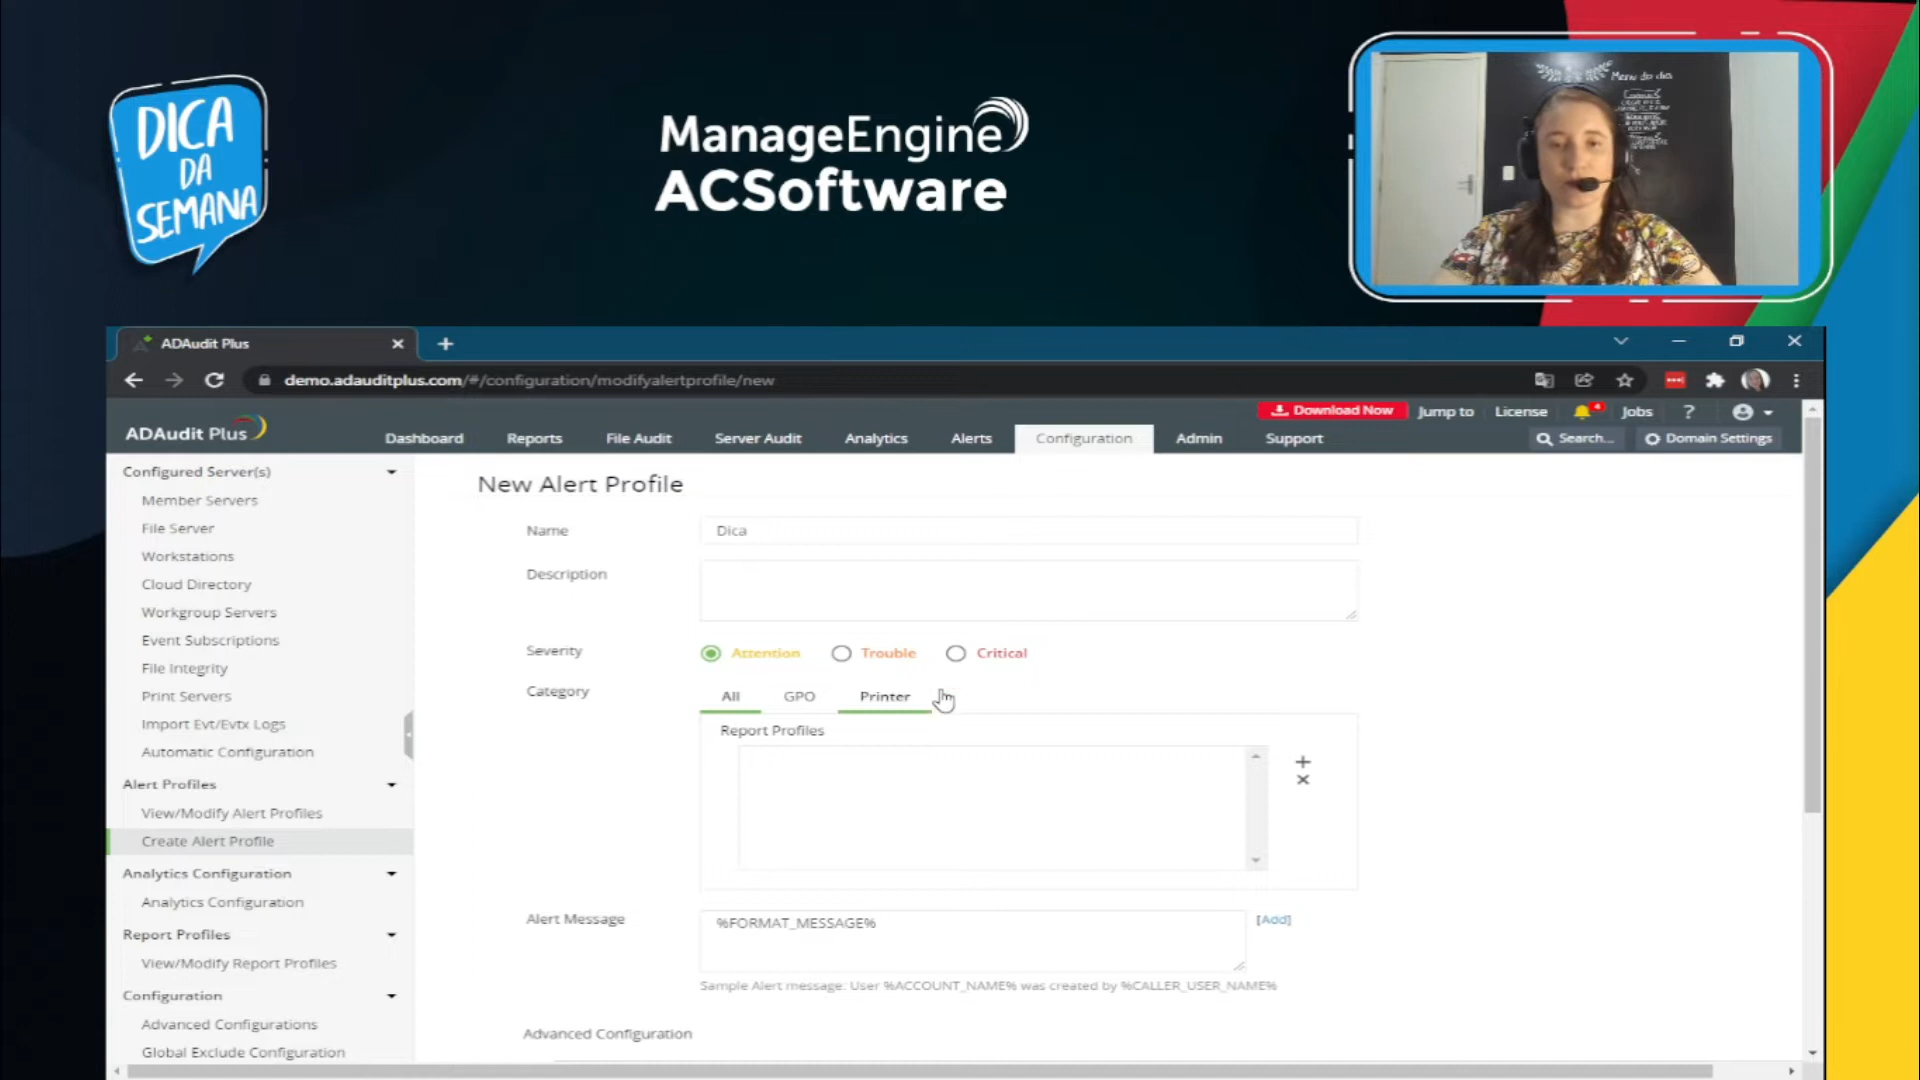 DICA
DA
SEMANA
ManageEngine
ACSoftware
Menu do dia
ADAudit Plus
demo.adauditplus.com/#/configuration/modifyalertprofile/new
Download Now
Jump to
License
4
Jobs
?
ADAudit Plus
Dashboard
Reports
File Audit
Server Audit
Analytics
Alerts
Configuration
Admin
Support
Search...
Domain Settings
Configured Server(s)
Member Servers
File Server
Workstations
Cloud Directory
Workgroup Servers
Event Subscriptions
File Integrity
Print Servers
Import Evt/Evtx Logs
Automatic Configuration
Alert Profiles
View/Modify Alert Profiles
Create Alert Profile
Analytics Configuration
Analytics Configuration
Report Profiles
View/Modify Report Profiles
Configuration
Advanced Configurations
Global Exclude Configuration
New Alert Profile
Name
Dica
Description
Severity
Attention
Trouble
Critical
Category
All
GPO
Printer
Report Profiles
Alert Message
%FORMAT_MESSAGE%
[Add]
Sample Alert message: User %ACCOUNT_NAME% was created by %CALLER_USER_NAME%
Advanced Configuration